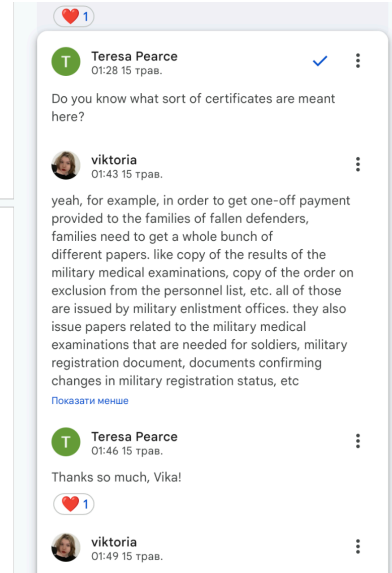 ❤️ 1
T
Teresa Pearce
01:28 15 трав.
Do you know what sort of certificates are meant
here?
viktoria
01:43 15 трав.
yeah, for example, in order to get one-off payment
provided to the families of fallen defenders,
families need to get a whole bunch of
different papers. like copy of the results of the
military medical examinations, copy of the order on
exclusion from the personnel list, etc. all of those
are issued by military enlistment offices. they also
issue papers related to the military medical
examinations that are needed for soldiers, military
registration document, documents confirming
changes in military registration status, etc
Показати менше
T
Teresa Pearce
01:46 15 трав.
Thanks so much, Vika!
❤️ 1
viktoria
01:49 15 трав.